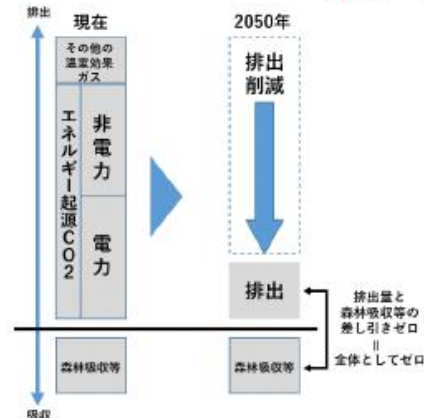 排出
現在
2050年
その他の
温室効果
ガス
エネルギー起源CO2
非電力
電力
排出
削減
排出
森林吸収等
森林吸収等
排出量と
森林吸収等の
差し引きゼロ
=
全体としてゼロ
吸収